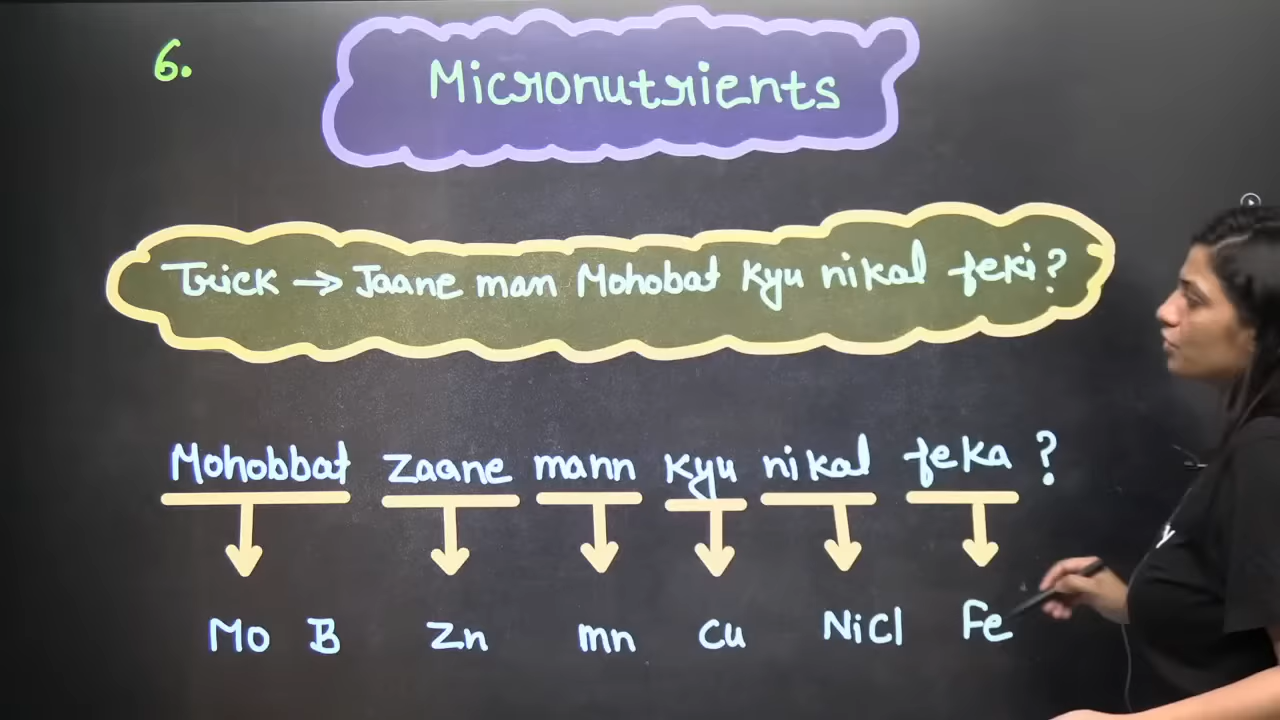 6.
Micronutrients
Trick → Jaane man Mohobat Kyu nikal feki?
Mohobbat Zaane mann Kyu nikal feka ?
Mo B Zn mn Cu NiCl Fe
y